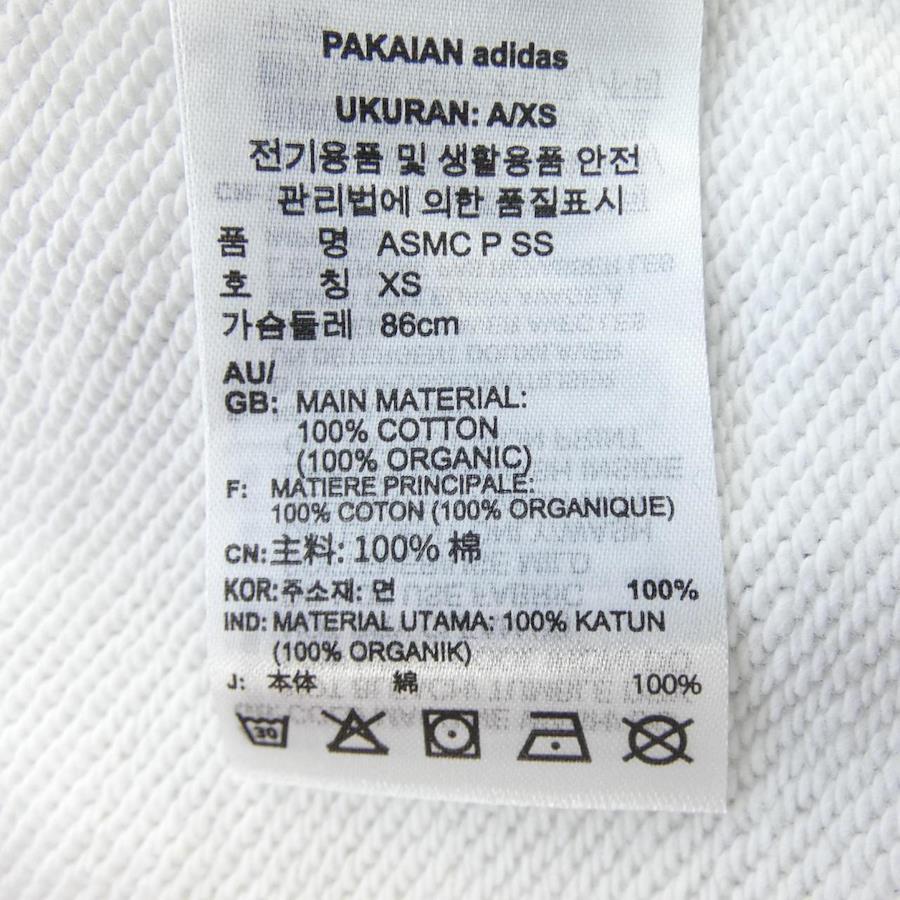 PAKAIAN adidas
UKURAN: A/XS
전기용품 및 생활용품 안전
관리법에 의한 품질표시
품 명 ASMC P SS
호 칭 XS
가슴둘레 86cm
AU/
GB: MAIN MATERIAL:
100% COTTON
(100% ORGANIC)
F: MATIERE PRINCIPALE:
100% COTON (100% ORGANIQUE)
CN: 主料: 100% 棉
KOR: 주소재: 면 100%
IND: MATERIAL UTAMA: 100% KATUN
(100% ORGANIK)
J: 本体 綿 100%
30